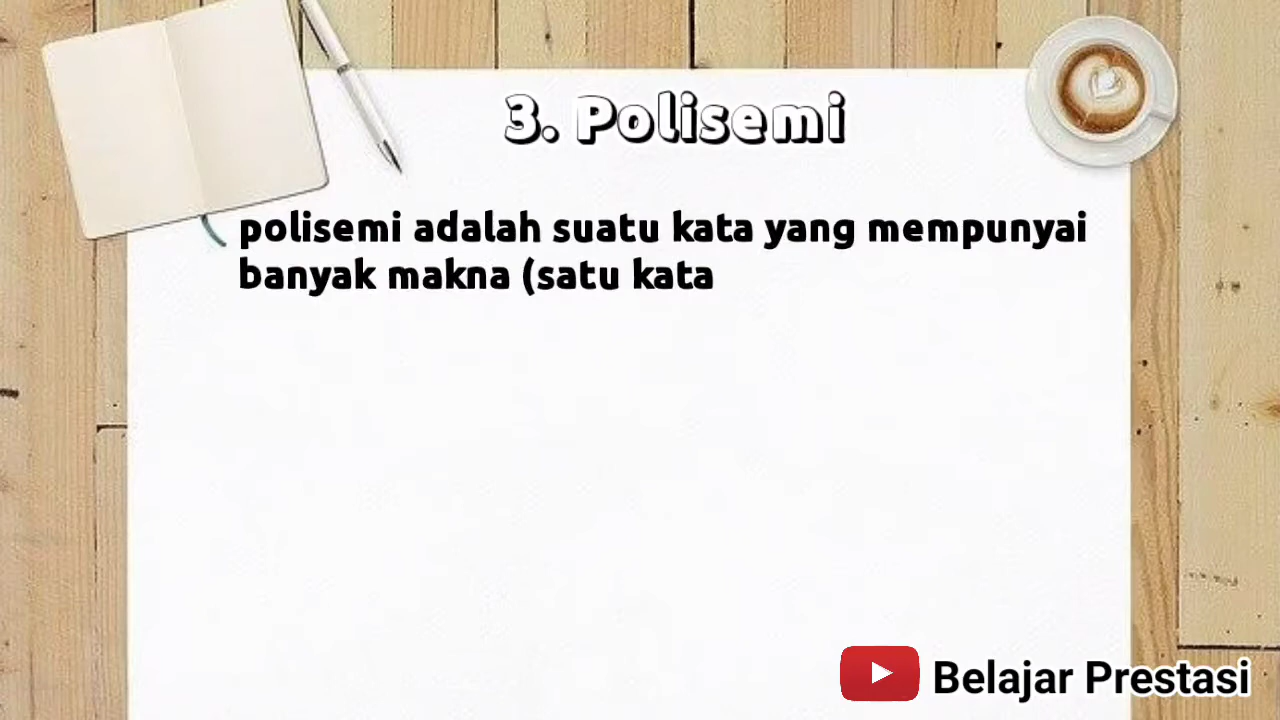 3. Polisemi
polisemi adalah suatu kata yang mempunyai
banyak makna (satu kata
Belajar Prestasi